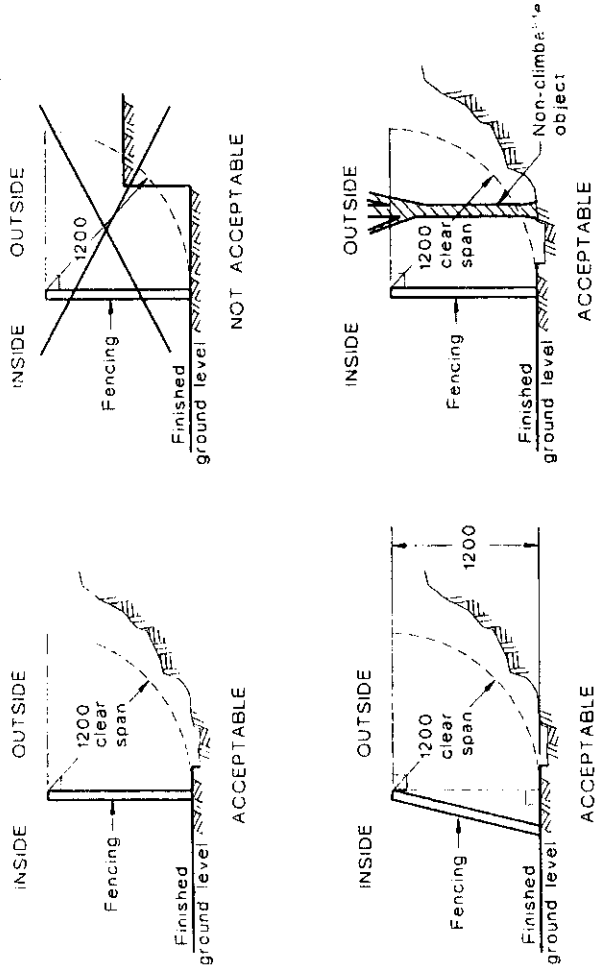 INSIDE OUTSIDE
1200
clear
span
Fencing
Finished
ground level
ACCEPTABLE
INSIDE OUTSIDE
1200
Fencing
Finished
ground level
NOT ACCEPTABLE
INSIDE OUTSIDE
1200
clear
span
1200
Fencing
Finished
ground level
ACCEPTABLE
INSIDE OUTSIDE
1200
clear
span
Fencing
Finished
ground level
Non-climbable
object
ACCEPTABLE